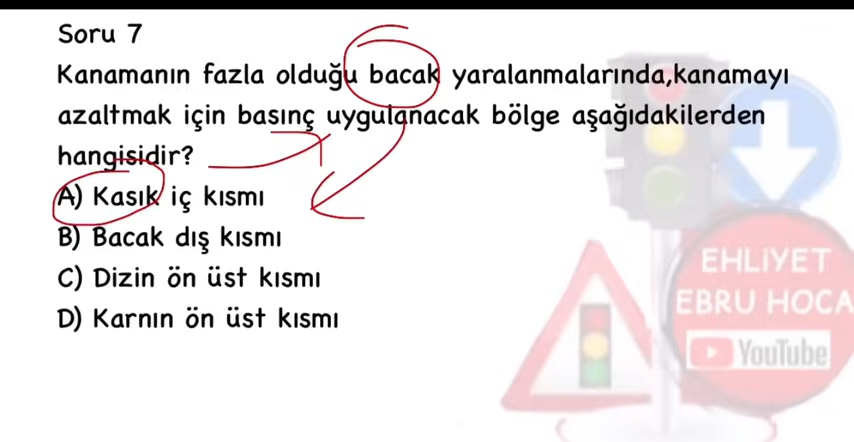 Soru 7
Kanamanın fazla olduğu bacak yaralanmalarında,kanamayı
azaltmak için basınç uygulanacak bölge aşağıdakilerden
hangisidir?
A) Kasık iç kısmı
B) Bacak dış kısmı
C) Dizin ön üst kısmı
D) Karnın ön üst kısmı
EHLİYET
EBRU HOCA
YouTube